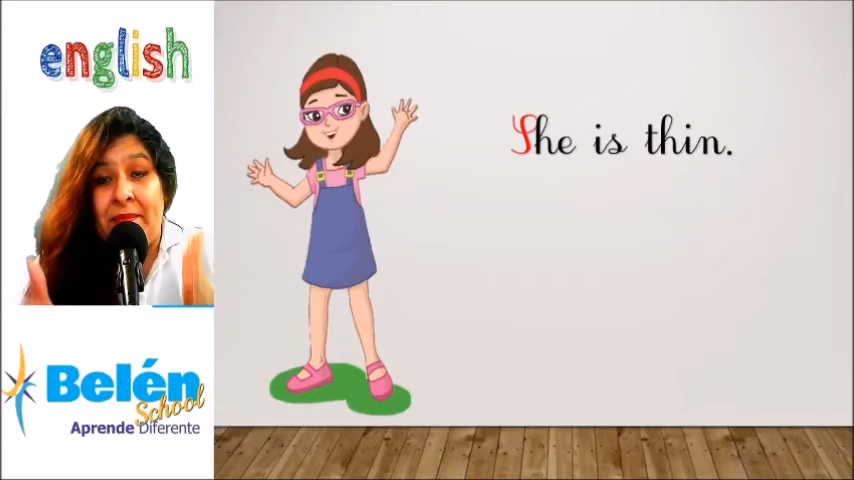 english
She is thin.
Belén
School
Aprende Diferente